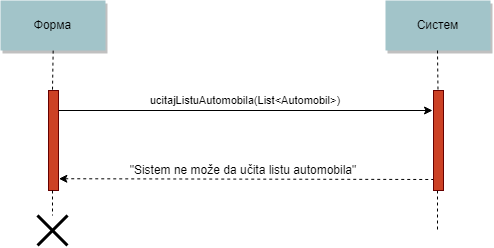 Форма
Систем
ucitajListuAutomobila(List<Automobil>)
"Sistem ne može da učita listu automobila"